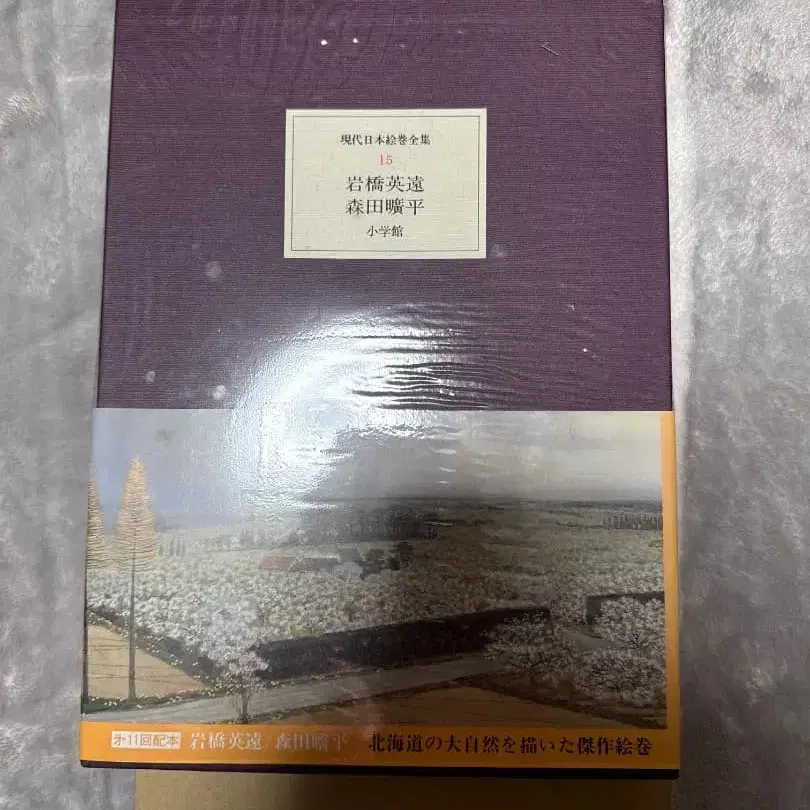 現代日本絵巻全集
15
岩橋英遠
森田曠平
小学館
才11回配本 岩橋英遠/森田曠平 北海道の大自然を描いた傑作絵巻